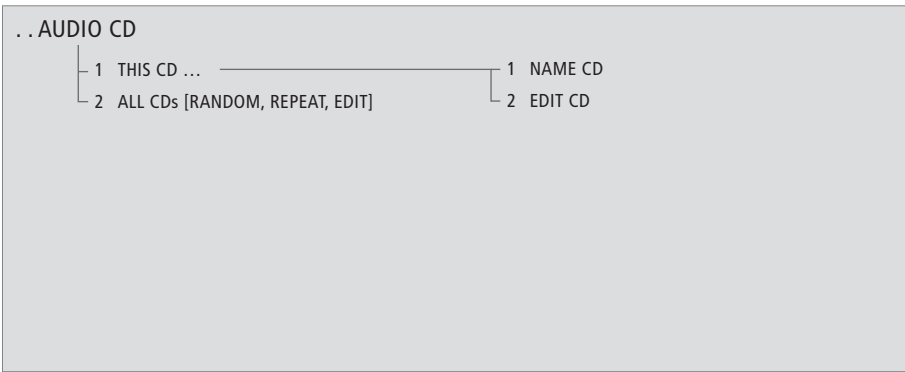 . . AUDIO CD
1 THIS CD … 1 NAME CD
2 ALL CDs [RANDOM, REPEAT, EDIT] 2 EDIT CD